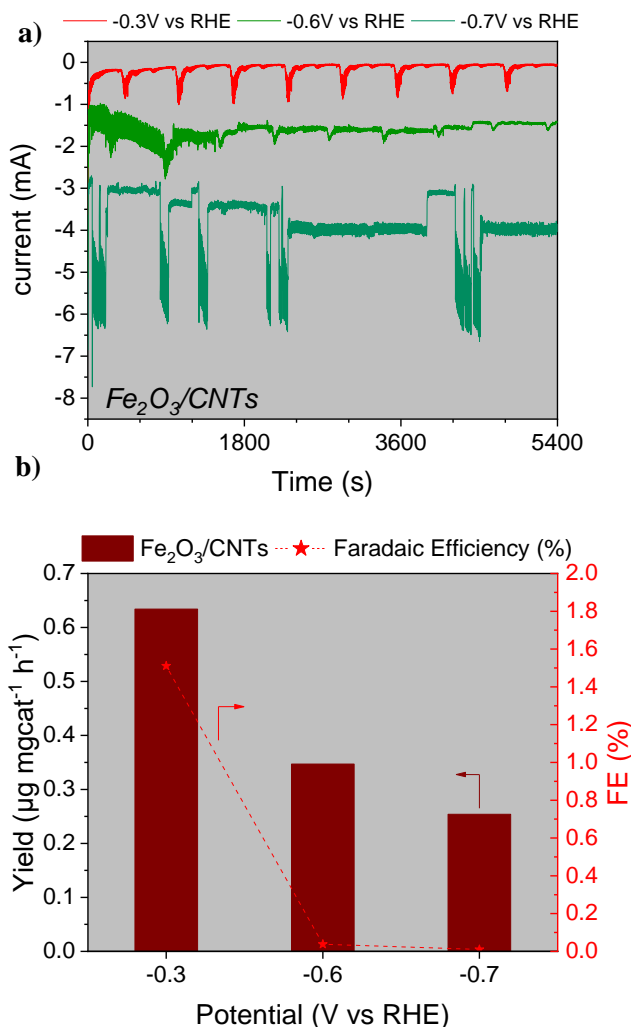 -0.3V vs RHE -0.6V vs RHE -0.7V vs RHE
a)
0
-1
-2
-3
-4
-5
-6
-7
-8
current (mA)
Fe₂O₃/CNTs
0 1800 3600 5400
Time (s)
b)
Fe₂O₃/CNTs Faradaic Efficiency (%)
0.7
0.6
0.5
0.4
0.3
0.2
0.1
0.0
Yield (μg mgcat⁻¹ h⁻¹)
2.0
1.8
1.6
1.4
1.2
1.0
0.8
0.6
0.4
0.2
0.0
FE (%)
-0.3 -0.6 -0.7
Potential (V vs RHE)